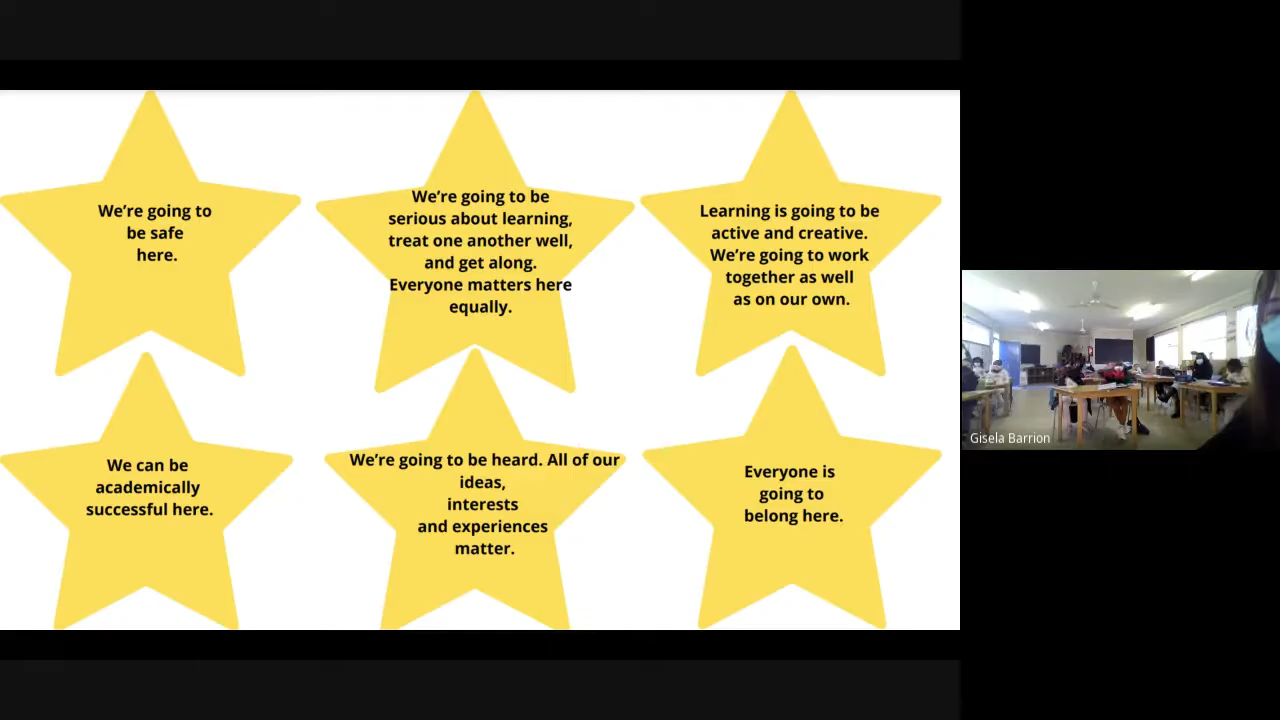 We're going to
be safe
here.
We're going to be
serious about learning,
treat one another well,
and get along.
Everyone matters here
equally.
Learning is going to be
active and creative.
We're going to work
together as well
as on our own.
We can be
academically
successful here.
We're going to be heard. All of our
ideas,
interests
and experiences
matter.
Everyone is
going to
belong here.
Gisela Barrion